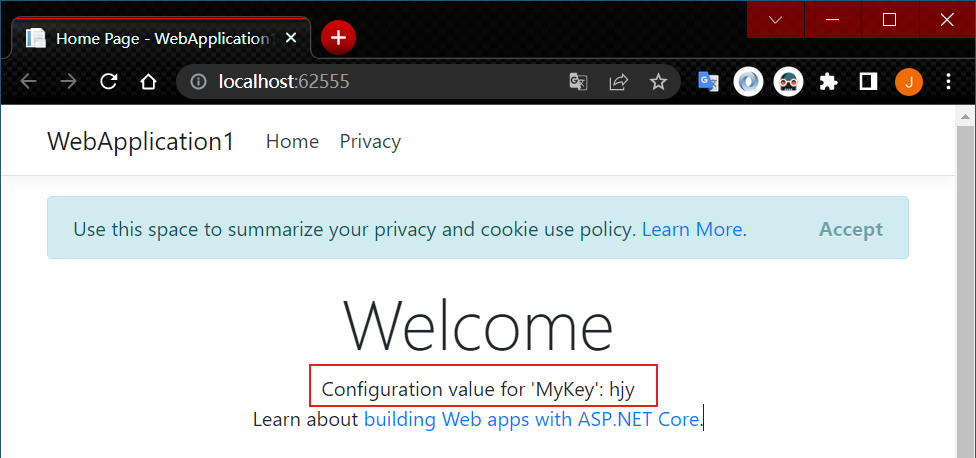 Home Page - WebApplication1
localhost:62555
J
WebApplication1 Home Privacy
Use this space to summarize your privacy and cookie use policy. Learn More. Accept
Welcome
Configuration value for 'MyKey': hjy
Learn about building Web apps with ASP.NET Core.